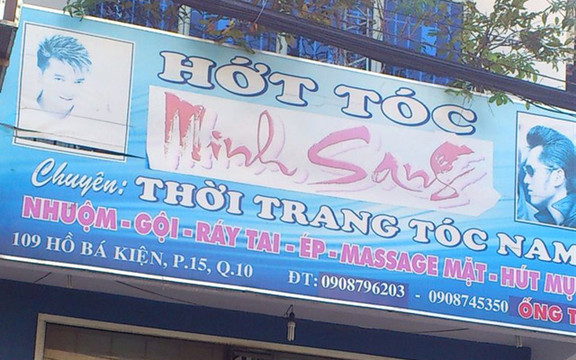 HỚT TÓC
Minh Sang
Chuyên: THỜI TRANG TÓC NAM
NHUỘM - GỘI - RÁY TAI - ÉP - MASSAGE MẶT - HÚT MỤ
109 HỒ BÁ KIỆN, P.15, Q.10 ĐT: 0908796203 - 0908745350 ỐNG T